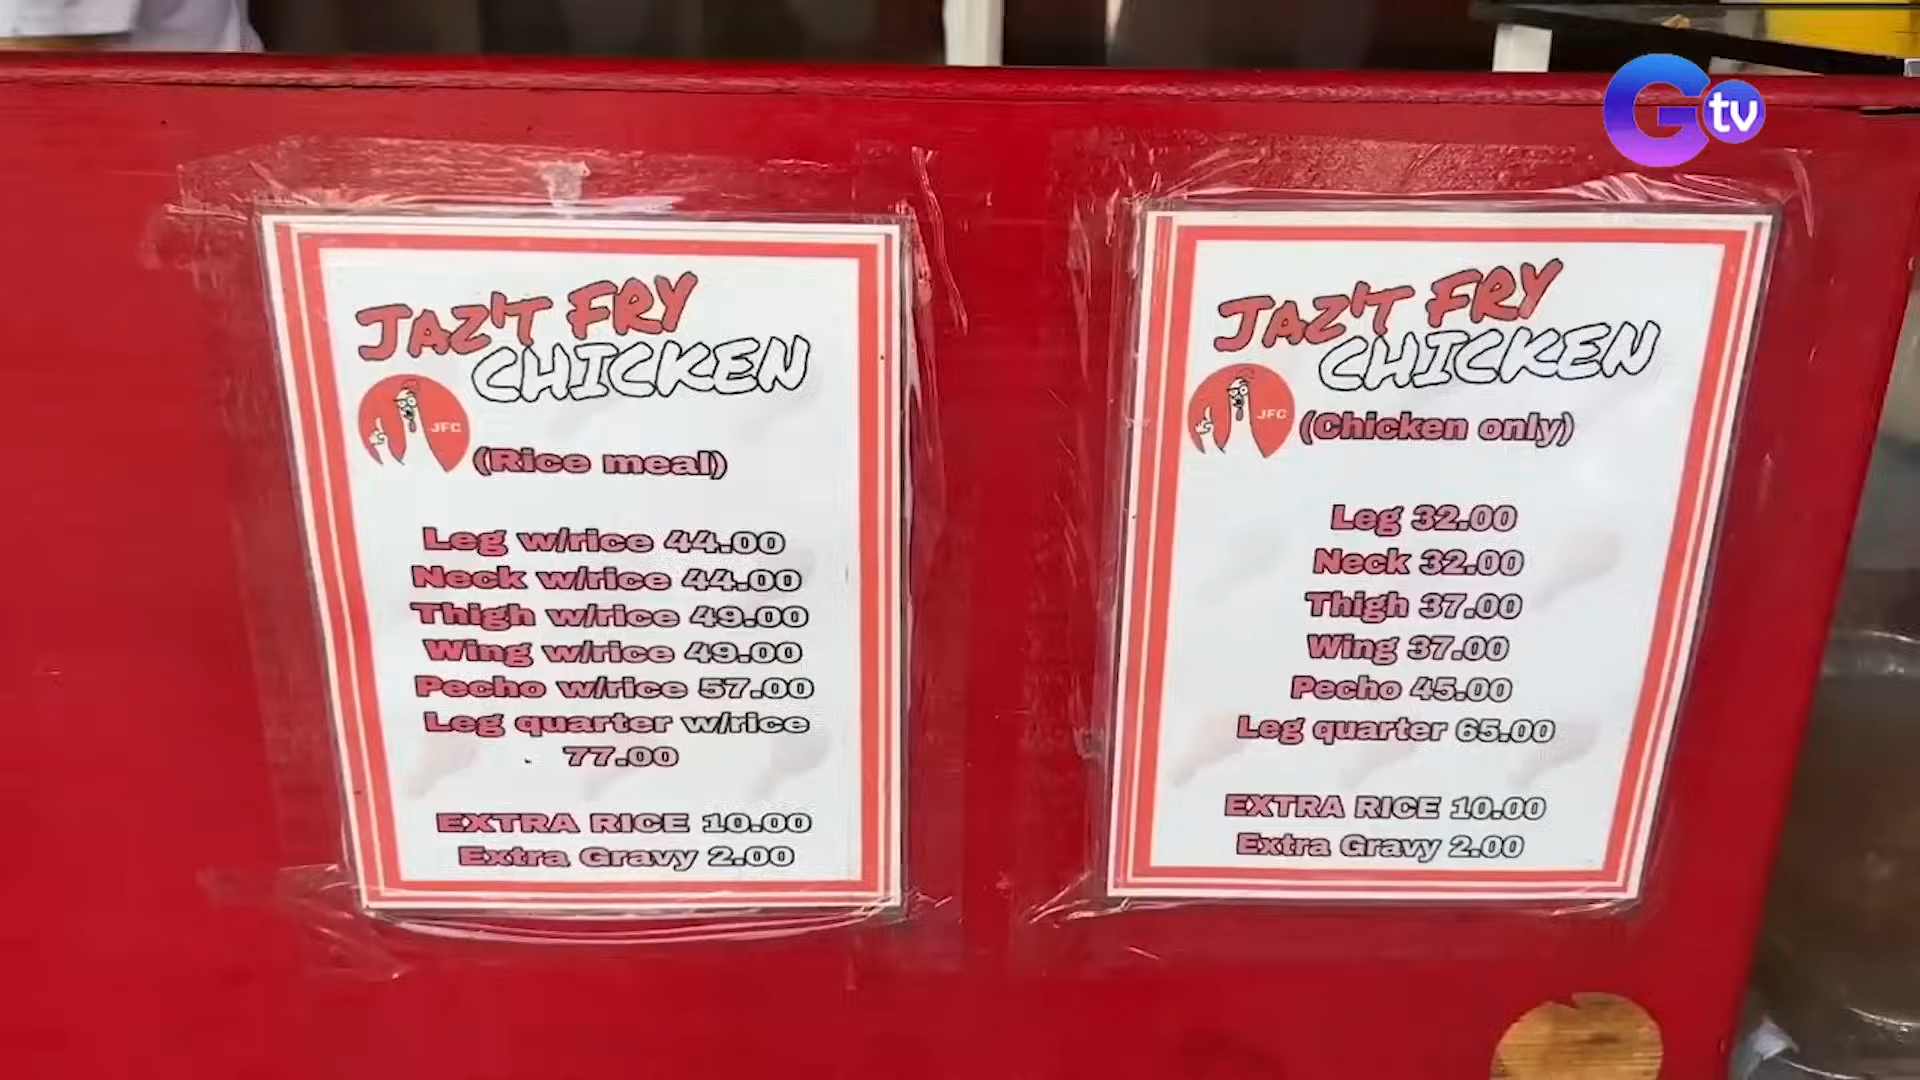 G tv
JAZ'T FRY
CHICKEN
JFC
(Rice meal)
Leg w/rice 44.00
Neck w/rice 44.00
Thigh w/rice 49.00
Wing w/rice 49.00
Pecho w/rice 57.00
Leg quarter w/rice
77.00
EXTRA RICE 10.00
Extra Gravy 2.00
JAZ'T FRY
CHICKEN
JFC
(Chicken only)
Leg 32.00
Neck 32.00
Thigh 37.00
Wing 37.00
Pecho 45.00
Leg quarter 65.00
EXTRA RICE 10.00
Extra Gravy 2.00